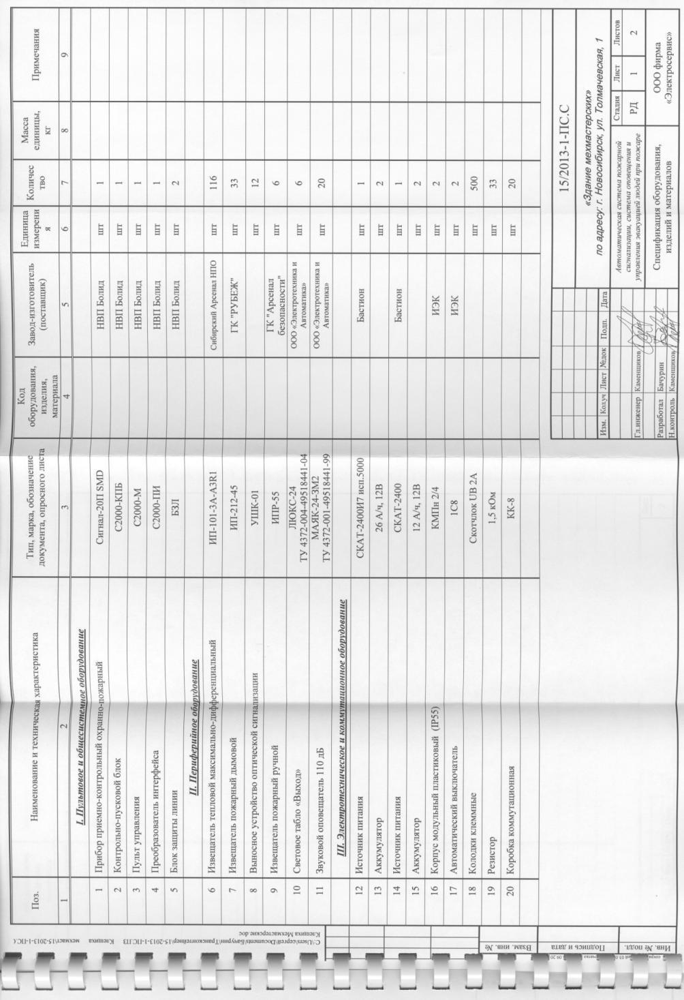 Поз.
Наименование и техническая характеристика
Тип, марка, обозначение
документа, опросного листа
Код
оборудования,
изделия,
материала
Завод-изготовитель
(поставщик)
Единица
измерени
я
Количес
тво
Масса
единицы,
кг
Примечания
1 2 3 4 5 6 7 8 9
I. Пультовое и общесистемное оборудование
1 Прибор приемно-контрольный охранно-пожарный Сигнал-20П SMD НВП Болид шт 1
2 Контрольно-пусковой блок С2000-КПБ НВП Болид шт 1
3 Пульт управления С2000-М НВП Болид шт 1
4 Преобразователь интерфейса С2000-ПИ НВП Болид шт 1
5 Блок защиты линии БЗЛ НВП Болид шт 2
II. Периферийное оборудование
6 Извещатель тепловой максимально-дифференциальный ИП-101-3А-A3R1 Сибирский Арсенал НПО шт 116
7 Извещатель пожарный дымовой ИП-212-45 ГК "РУБЕЖ" шт 33
8 Выносное устройство оптической сигнализации УШК-01 шт 12
9 Извещатель пожарный ручной ИПР-55 ГК "Арсенал
безопасности" шт 6
10 Световое табло «Выход» ЛЮКС-24
ТУ 4372-004-49518441-04 ООО «Электротехника и
Автоматика» шт 6
11 Звуковой оповещатель 110 дБ МАЯК-24-3М2
ТУ 4372-001-49518441-99 ООО «Электротехника и
Автоматика» шт 20
III. Электротехническое и коммутационное оборудование
12 Источник питания СКАТ-2400И7 исп.5000 Бастион шт 1
13 Аккумулятор 26 А/ч, 12В шт 2
14 Источник питания СКАТ-2400 Бастион шт 1
15 Аккумулятор 12 А/ч, 12В шт 2
16 Корпус модульный пластиковый (IP55) КМПн 2/4 ИЭК шт 2
17 Автоматический выключатель 1С8 ИЭК шт 2
18 Колодки клеммные Скотчлок UB 2A шт 500
19 Резистор 1,5 кОм шт 33
20 Коробка коммутационная КК-8 шт 20
15/2013-1-ПС.С
«Здание мехмастерских»
по адресу: г. Новосибирск, ул. Толмачевская, 1
Изм. Кол.уч Лист №док Подп. Дата
Гл.инженер Каменщиков
Разработал Бачурин
Н.контроль Каменщиков
Автоматическая система пожарной
сигнализации, система оповещения и
управления эвакуацией людей при пожаре
Стадия Лист Листов
РД 1 2
Спецификация оборудования,
изделий и материалов
ООО фирма
«Электросервис»
C:\Users\сергей\Documents\Бачурин\Трансконтейнер\15-2013-1-ПС.ПЗ Клещиха мехмаст\15-2013-1-ПС.С
Клещиха Мехмастерские.doc
Взам. инв. №
Подпись и дата
Инв. № подл.